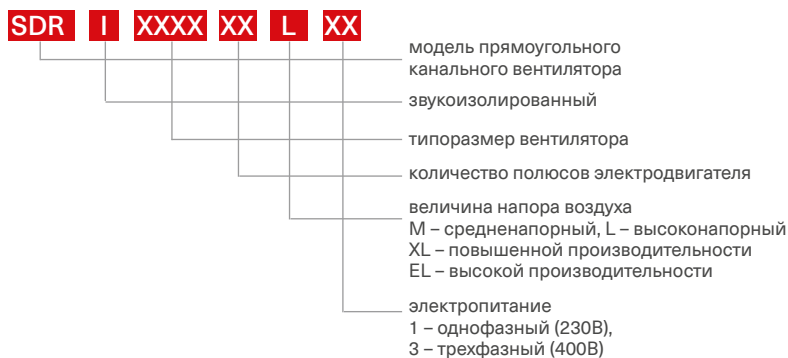 SDR I XXXX XX L XX
модель прямоугольного
канального вентилятора
звукоизолированный
типоразмер вентилятора
количество полюсов электродвигателя
величина напора воздуха
M – средненапорный, L – высоконапорный
XL – повышенной производительности
EL – высокой производительности
электропитание
1 – однофазный (230В),
3 – трехфазный (400В)